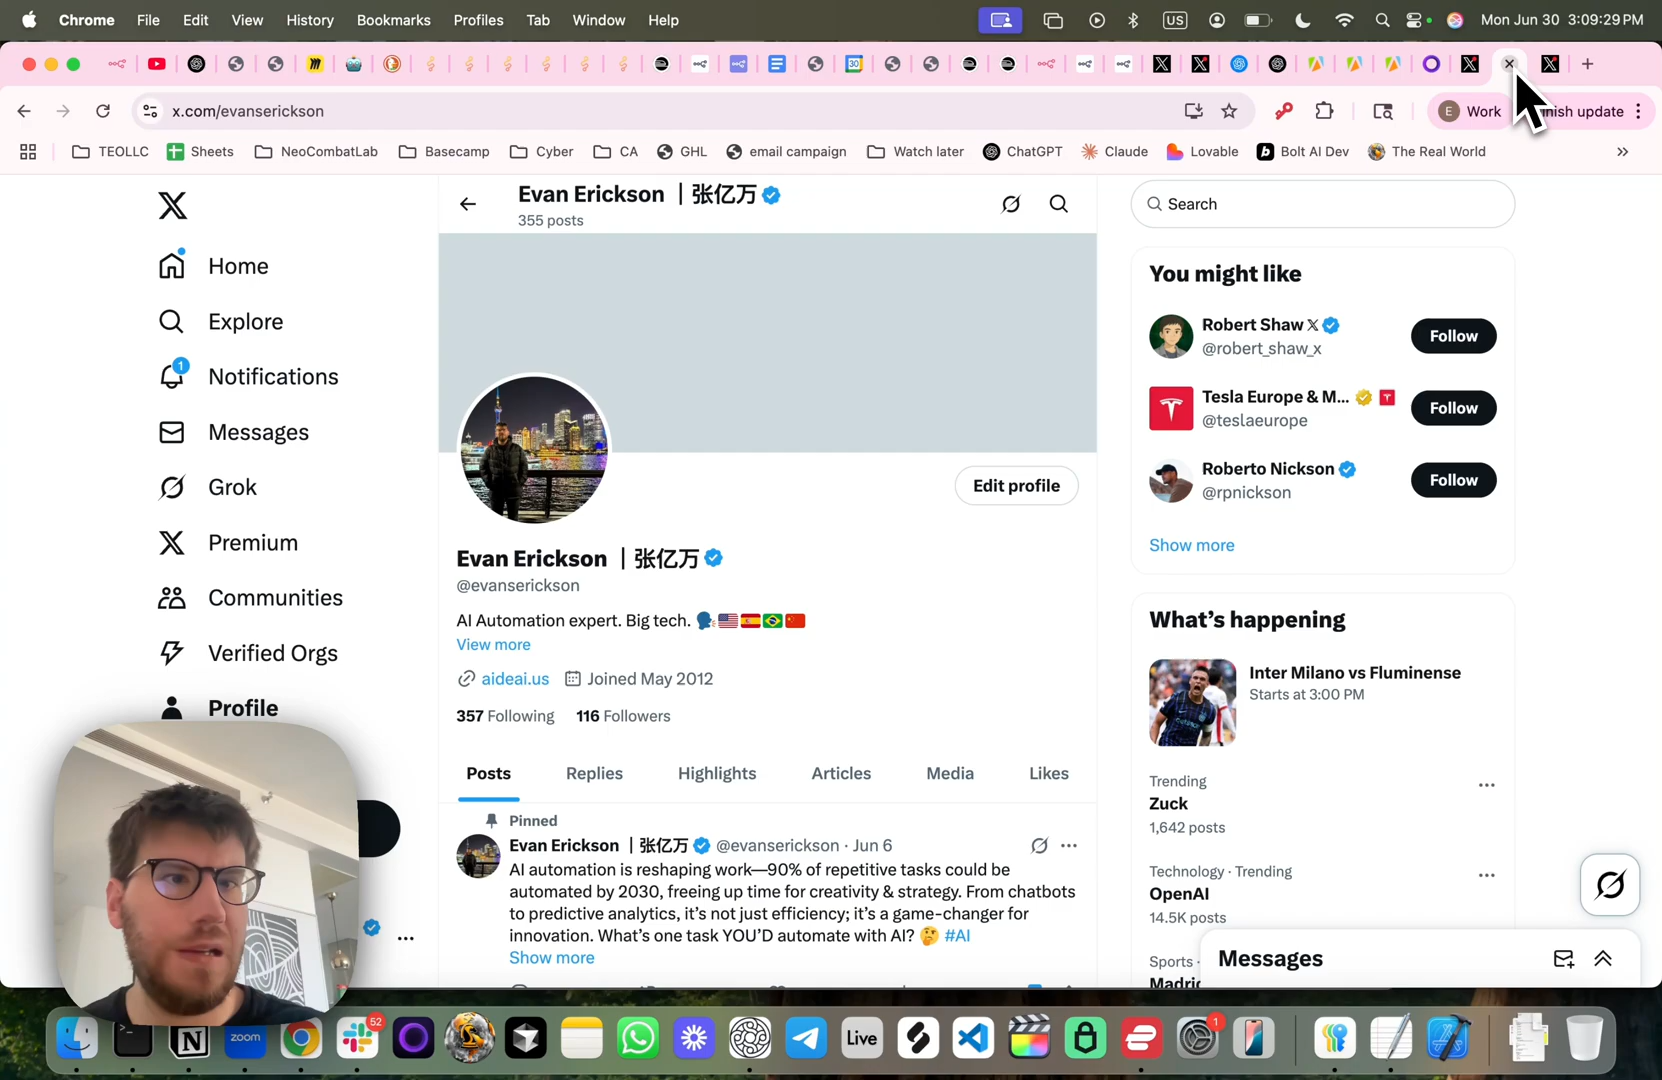 Chrome File Edit View History Bookmarks Profiles Tab Window Help US Mon Jun 30 3:09:29 PM
30
x.com/evanserickson E Work nish update
TEOLLC Sheets NeoCombatLab Basecamp Cyber CA GHL email campaign Watch later ChatGPT Claude Lovable b Bolt AI Dev The Real World
Evan Erickson | 张亿万
355 posts
Home
Explore
1
Notifications
Messages
Grok
Premium
Communities
Verified Orgs
Profile
Edit profile
Evan Erickson | 张亿万
@evanserickson
AI Automation expert. Big tech. 🗣️🇺🇸🇪🇸🇧🇷🇨🇳
View more
aideai.us Joined May 2012
357 Following 116 Followers
Posts Replies Highlights Articles Media Likes
Pinned
Evan Erickson | 张亿万 @evanserickson · Jun 6
AI automation is reshaping work—90% of repetitive tasks could be
automated by 2030, freeing up time for creativity & strategy. From chatbots
to predictive analytics, it's not just efficiency; it's a game-changer for
innovation. What's one task YOU'D automate with AI? 🤔 #AI
Show more
Search
You might like
Robert Shaw X
@robert_shaw_x
Follow
Tesla Europe & M...
@teslaeurope
Follow
Roberto Nickson
@rpnickson
Follow
Show more
What's happening
Inter Milano vs Fluminense
Starts at 3:00 PM
Trending
Zuck
1,642 posts
Technology · Trending
OpenAI
14.5K posts
Sports ·
Madric
Messages
52
zoom
Live
1